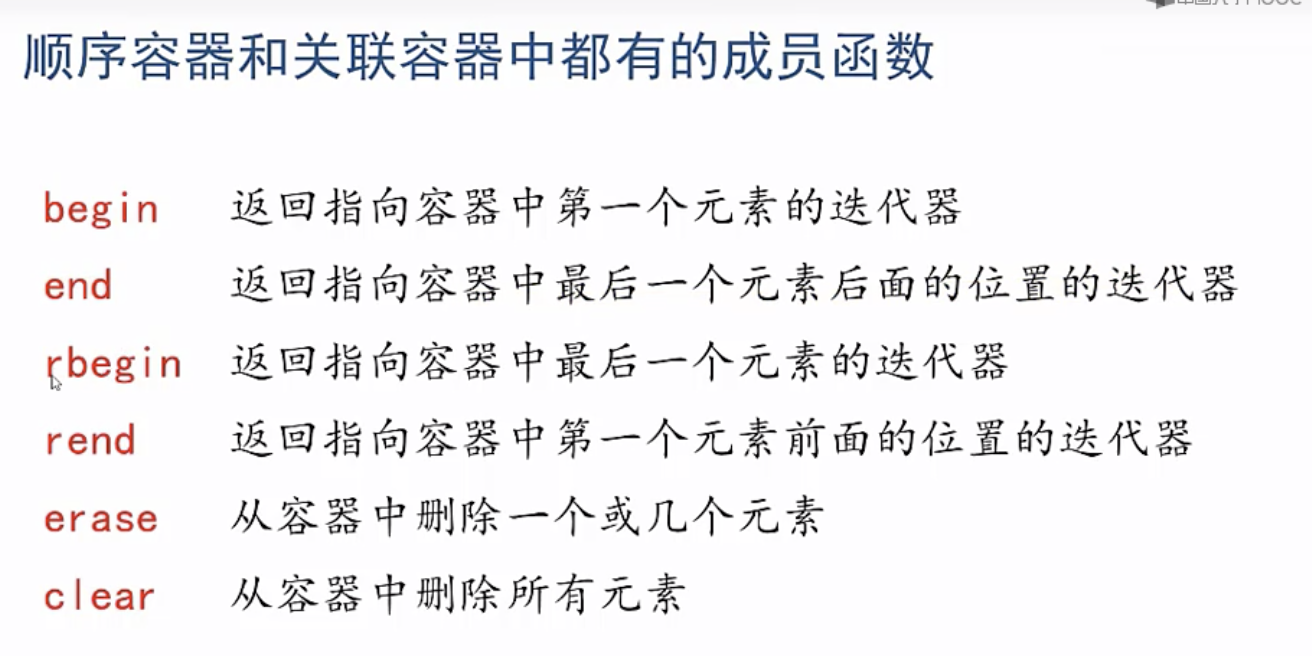 顺序容器和关联容器中都有的成员函数
begin 返回指向容器中第一个元素的迭代器
end 返回指向容器中最后一个元素后面的位置的迭代器
rbegin 返回指向容器中最后一个元素的迭代器
rend 返回指向容器中第一个元素前面的位置的迭代器
erase 从容器中删除一个或几个元素
clear 从容器中删除所有元素